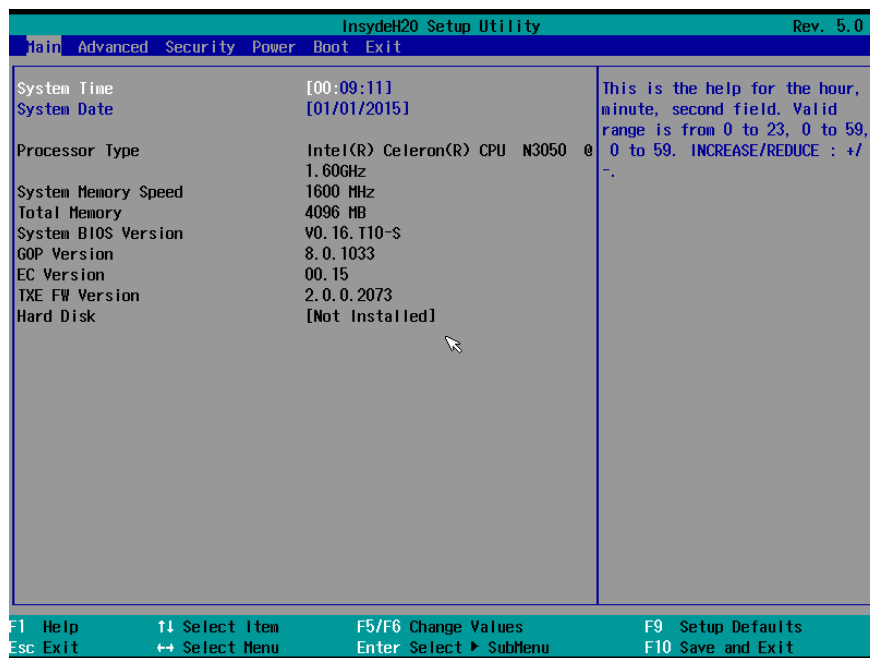 InsydeH20 Setup Utility Rev. 5.0
Main Advanced Security Power Boot Exit
System Time [00:09:11]
System Date [01/01/2015]
Processor Type Intel(R) Celeron(R) CPU N3050 @
1.60GHz
System Memory Speed 1600 MHz
Total Memory 4096 MB
System BIOS Version V0.16.T10-S
GOP Version 8.0.1033
EC Version 00.15
TXE FW Version 2.0.0.2073
Hard Disk [Not Installed]
This is the help for the hour,
minute, second field. Valid
range is from 0 to 23, 0 to 59,
0 to 59. INCREASE/REDUCE : +/
-.
F1 Help ↑↓ Select Item F5/F6 Change Values F9 Setup Defaults
Esc Exit ↔ Select Menu Enter Select ▶ SubMenu F10 Save and Exit